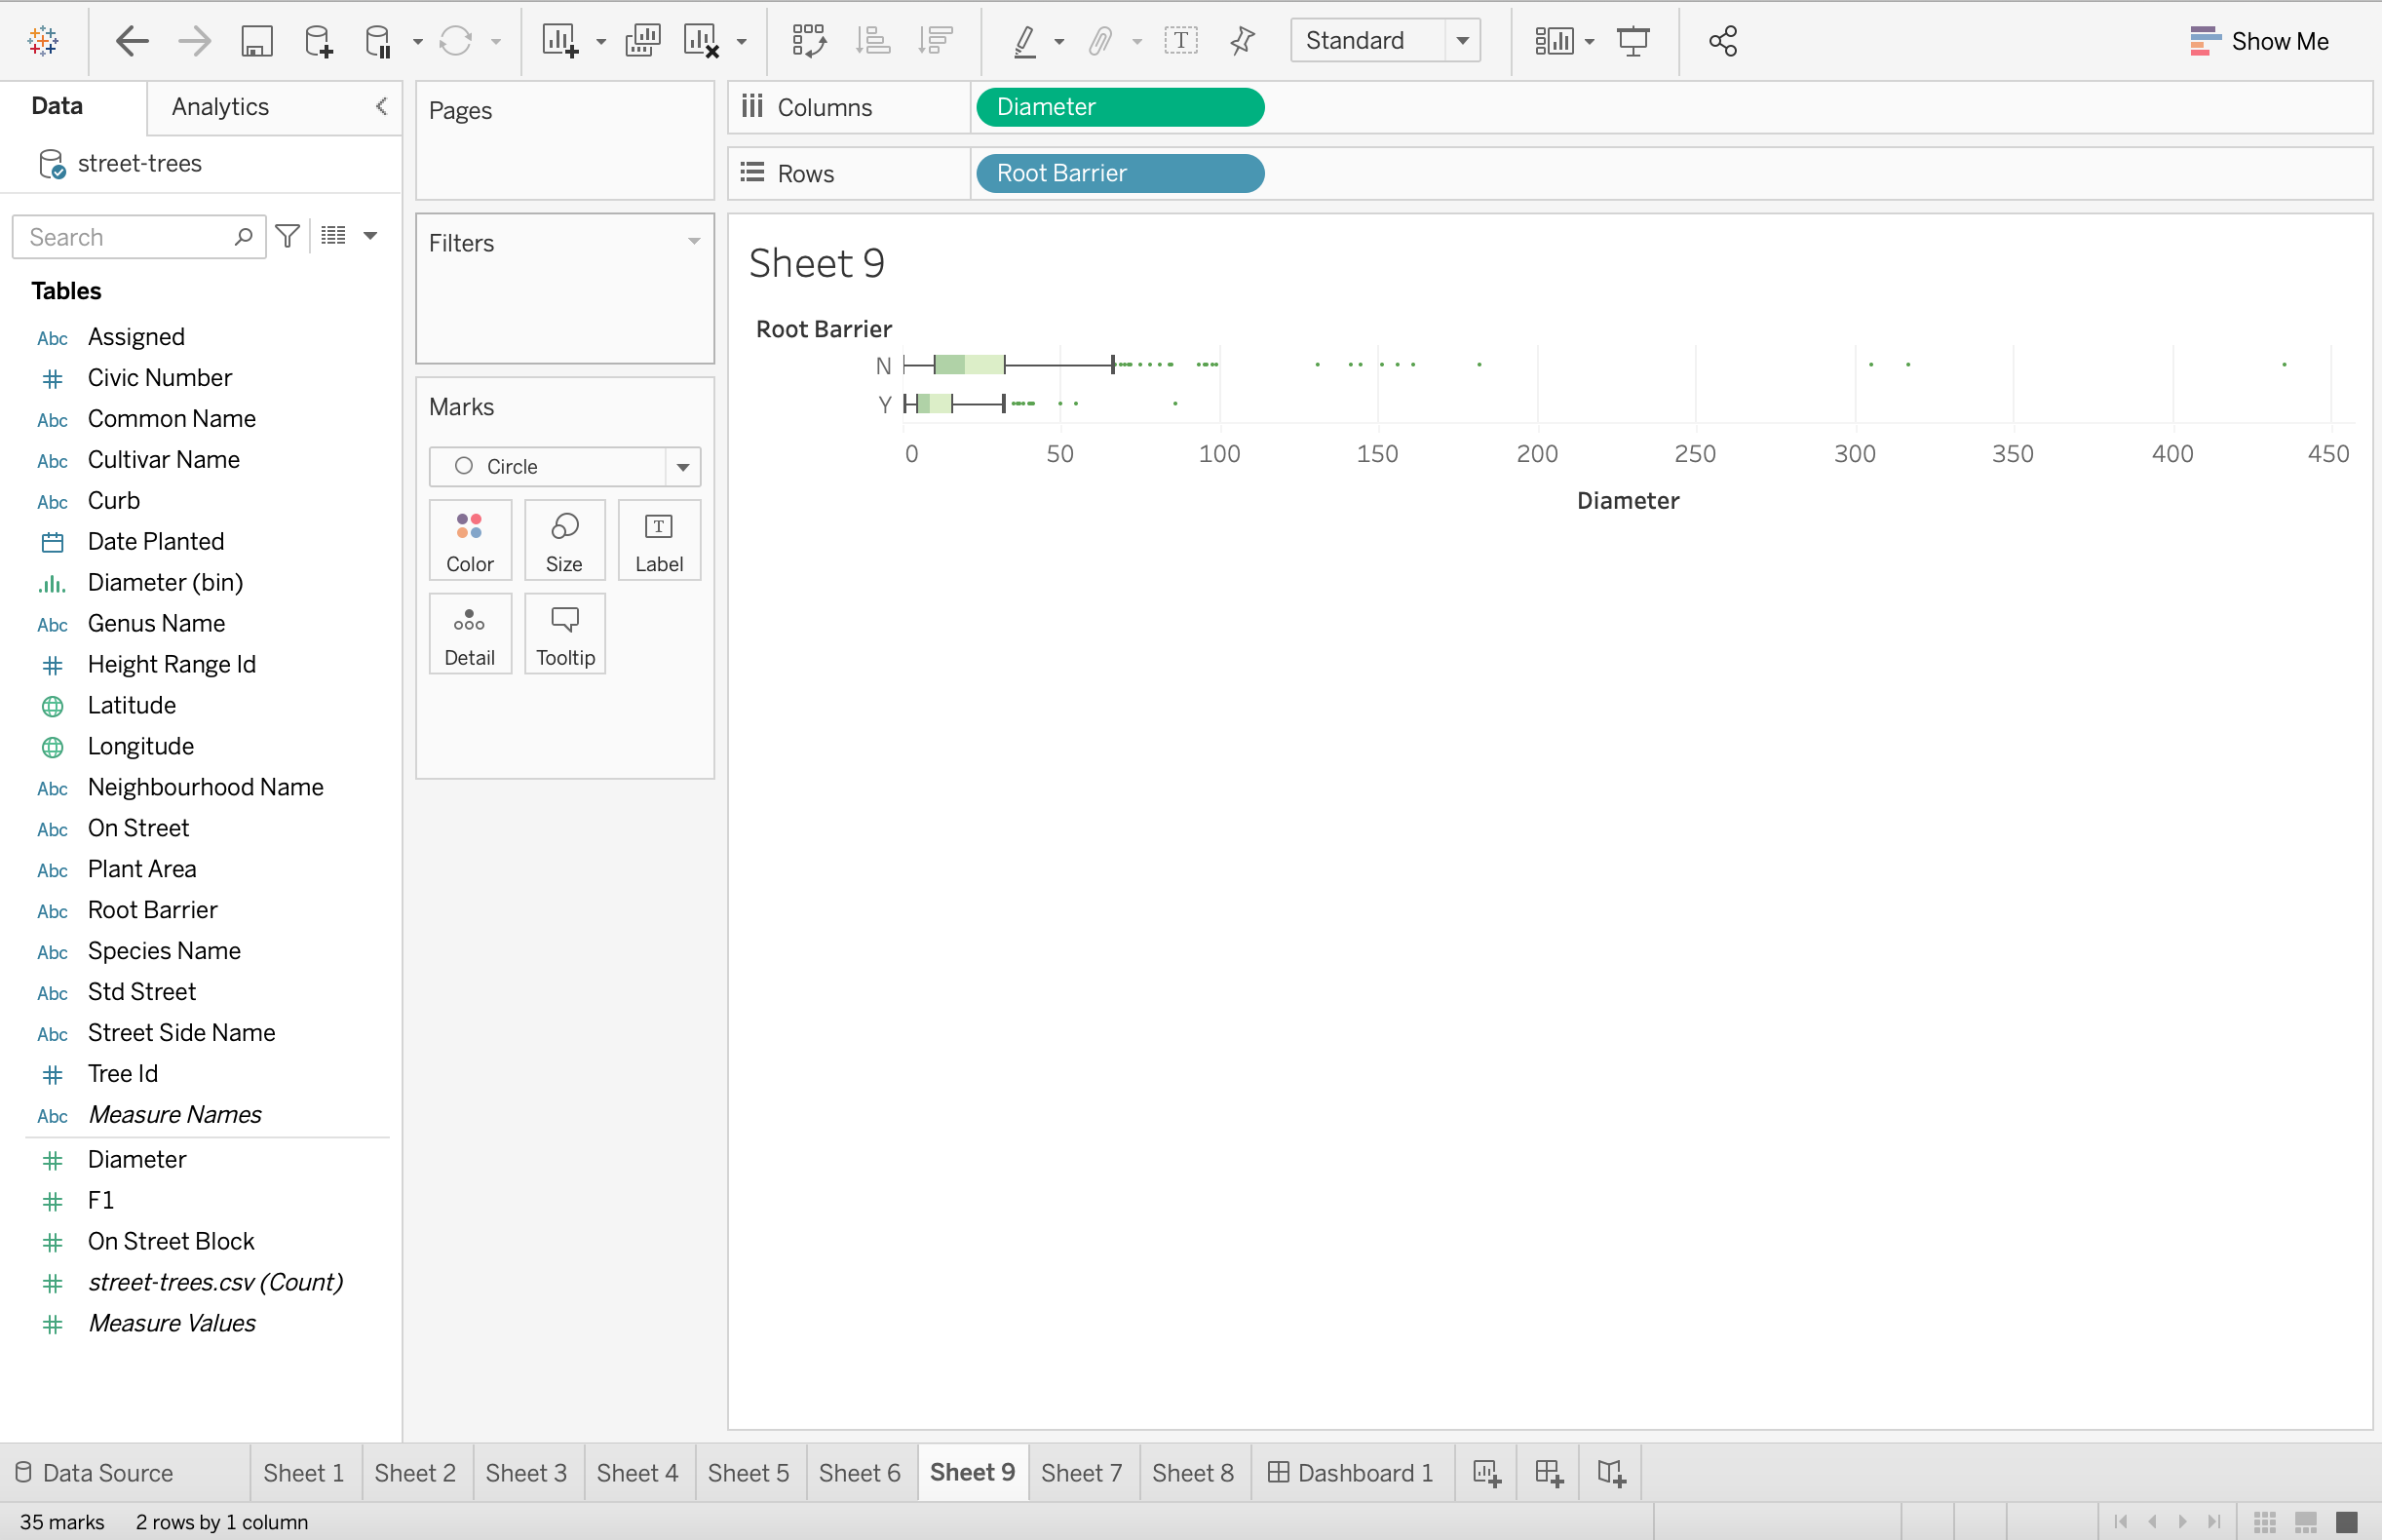 Standard
Show Me
Data
Analytics
street-trees
Search
Tables
Abc Assigned
Civic Number
Abc Common Name
Abc Cultivar Name
Abc Curb
Date Planted
Diameter (bin)
Abc Genus Name
Height Range Id
Latitude
Longitude
Abc Neighbourhood Name
Abc On Street
Abc Plant Area
Abc Root Barrier
Abc Species Name
Abc Std Street
Abc Street Side Name
Tree Id
Abc Measure Names
Diameter
F1
On Street Block
street-trees.csv (Count)
Measure Values
Pages
Filters
Marks
Circle
Color Size Label
Detail Tooltip
Columns Diameter
Rows Root Barrier
Sheet 9
Root Barrier
N
Y
0 50 100 150 200 250 300 350 400 450
Diameter
Data Source Sheet 1 Sheet 2 Sheet 3 Sheet 4 Sheet 5 Sheet 6 Sheet 9 Sheet 7 Sheet 8 Dashboard 1
35 marks 2 rows by 1 column